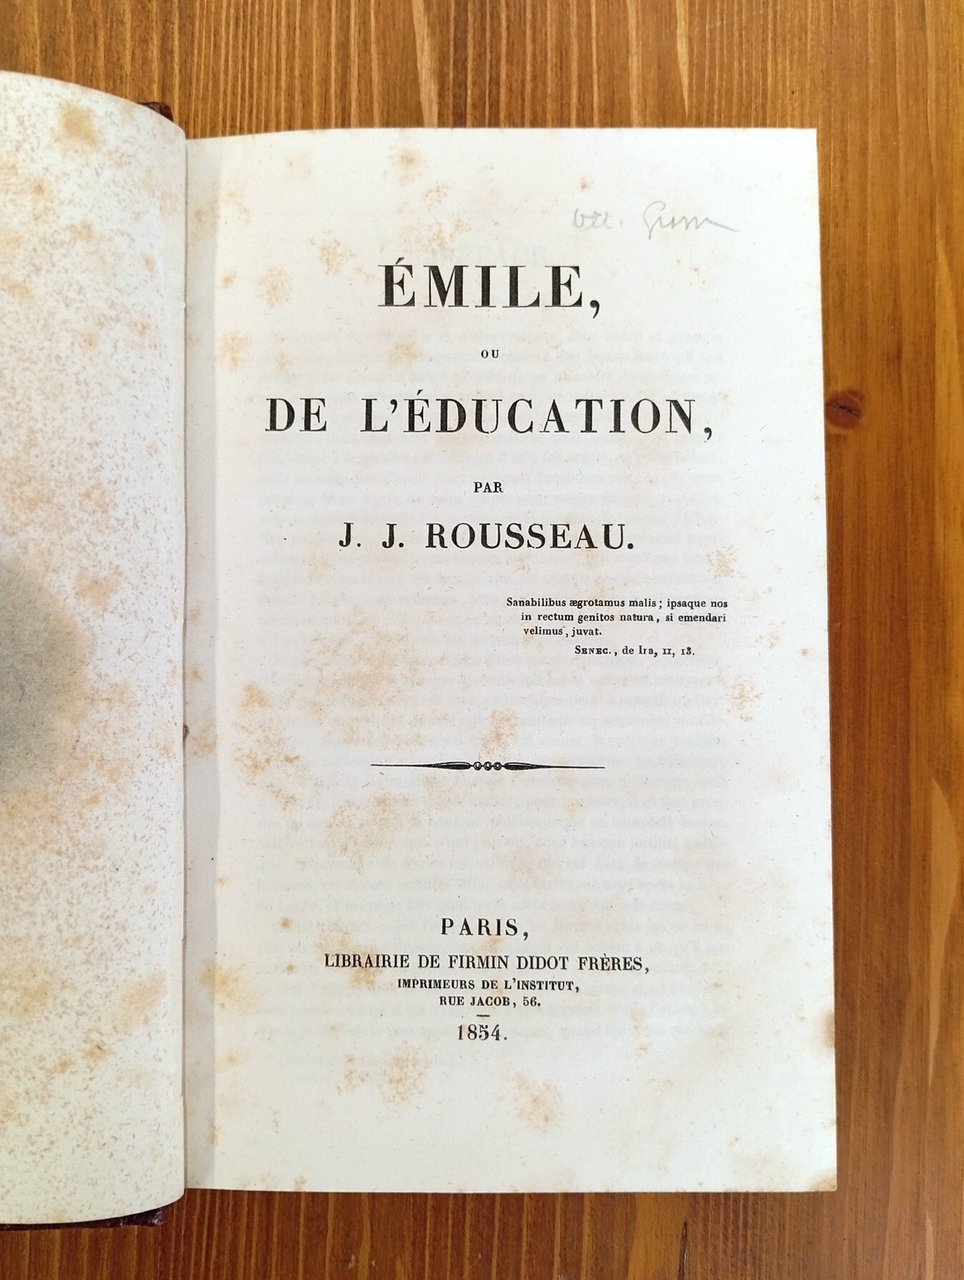 ÉMILE,
OU
DE L'ÉDUCATION,
PAR
J. J. ROUSSEAU.
Sanabilibus ægrotamus malis; ipsaque nos
in rectum genitos natura, si emendari
velimus, juvat.
SENEC., de Ira, II, 13.
PARIS,
LIBRAIRIE DE FIRMIN DIDOT FRÈRES,
IMPRIMEURS DE L'INSTITUT,
RUE JACOB, 56.
1854.